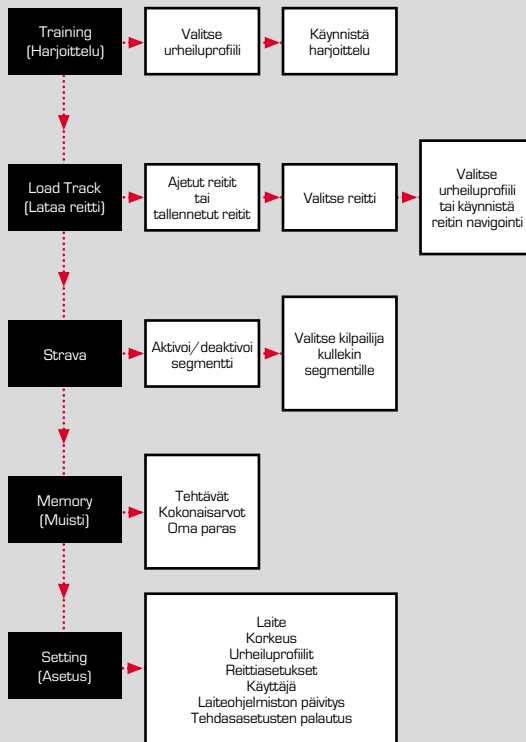 Training
(Harjoittelu)
Valitse
urheiluprofiili
Käynnistä
harjoittelu
Load Track
(Lataa reitti)
Ajetut reitit
tai
tallennetut reitit
Valitse reitti
Valitse
urheiluprofiili
tai käynnistä
reitin navigointi
Strava
Aktivoi/deaktivoi
segmentti
Valitse kilpailija
kullekin
segmentille
Memory
(Muisti)
Tehtävät
Kokonaisarvot
Oma paras
Setting
(Asetus)
Laite
Korkeus
Urheiluprofiilit
Reittiasetukset
Käyttäjä
Laiteohjelmiston päivitys
Tehdasasetusten palautus